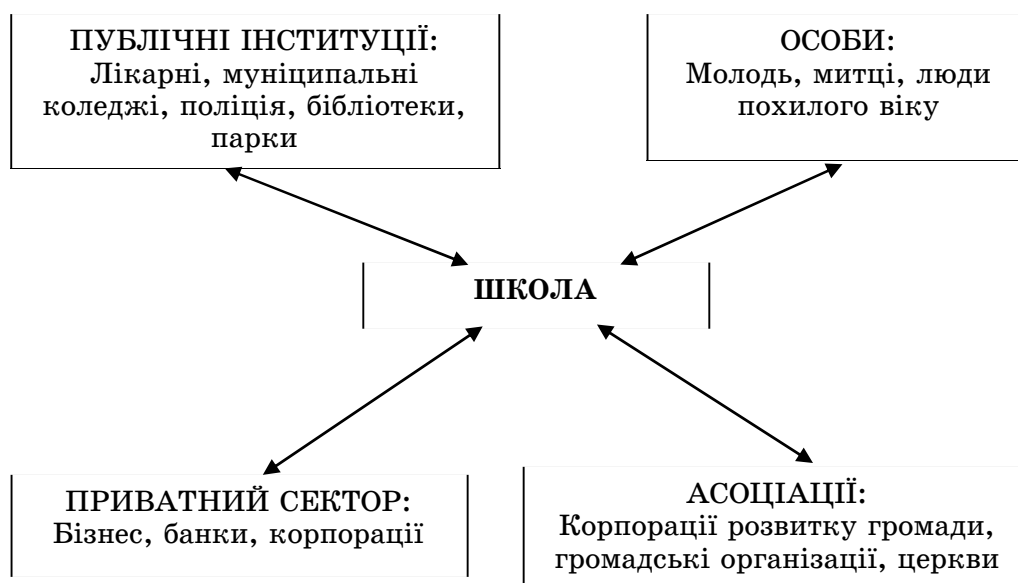 ПУБЛІЧНІ ІНСТИТУЦІЇ:
Лікарні, муніципальні
коледжі, поліція, бібліотеки,
парки
ОСОБИ:
Молодь, митці, люди
похилого віку
ШКОЛА
ПРИВАТНИЙ СЕКТОР:
Бізнес, банки, корпорації
АСОЦІАЦІЇ:
Корпорації розвитку громади,
громадські організації, церкви